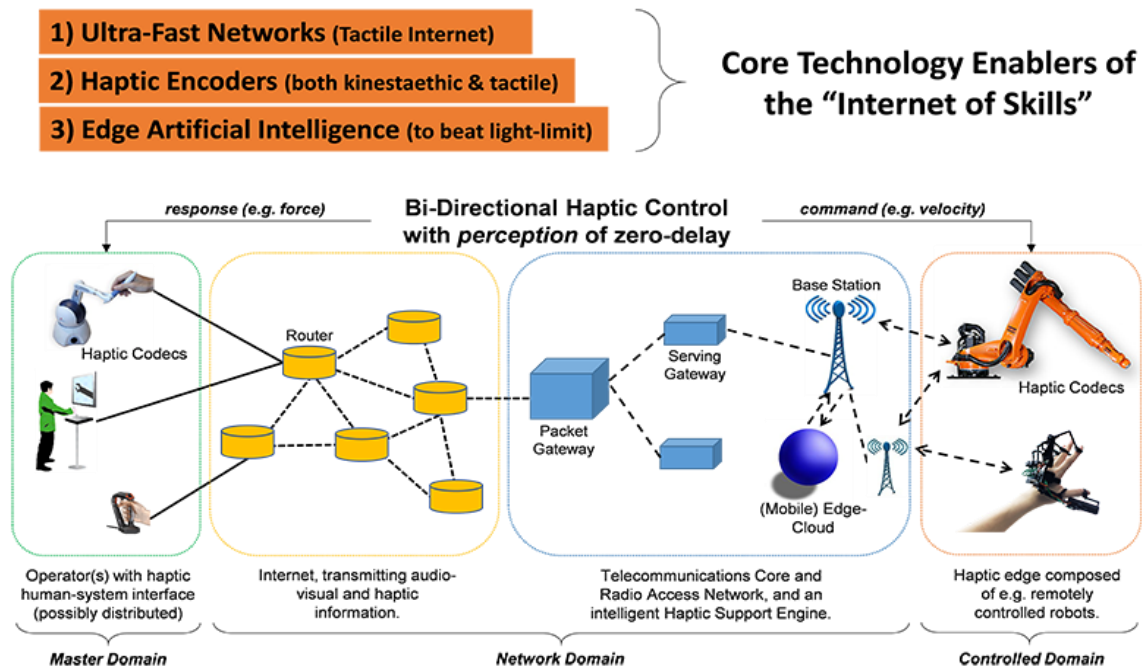 1) Ultra-Fast Networks (Tactile Internet)
2) Haptic Encoders (both kinestaethic & tactile)
3) Edge Artificial Intelligence (to beat light-limit)
Core Technology Enablers of
the “Internet of Skills”
response (e.g. force)
Bi-Directional Haptic Control
with perception of zero-delay
command (e.g. velocity)
Haptic Codecs
Router
Packet
Gateway
Serving
Gateway
Base Station
(Mobile) Edge-
Cloud
Haptic Codecs
Operator(s) with haptic
human-system interface
(possibly distributed)
Internet, transmitting audio-
visual and haptic
information.
Telecommunications Core and
Radio Access Network, and an
intelligent Haptic Support Engine.
Haptic edge composed
of e.g. remotely
controlled robots.
Master Domain
Network Domain
Controlled Domain